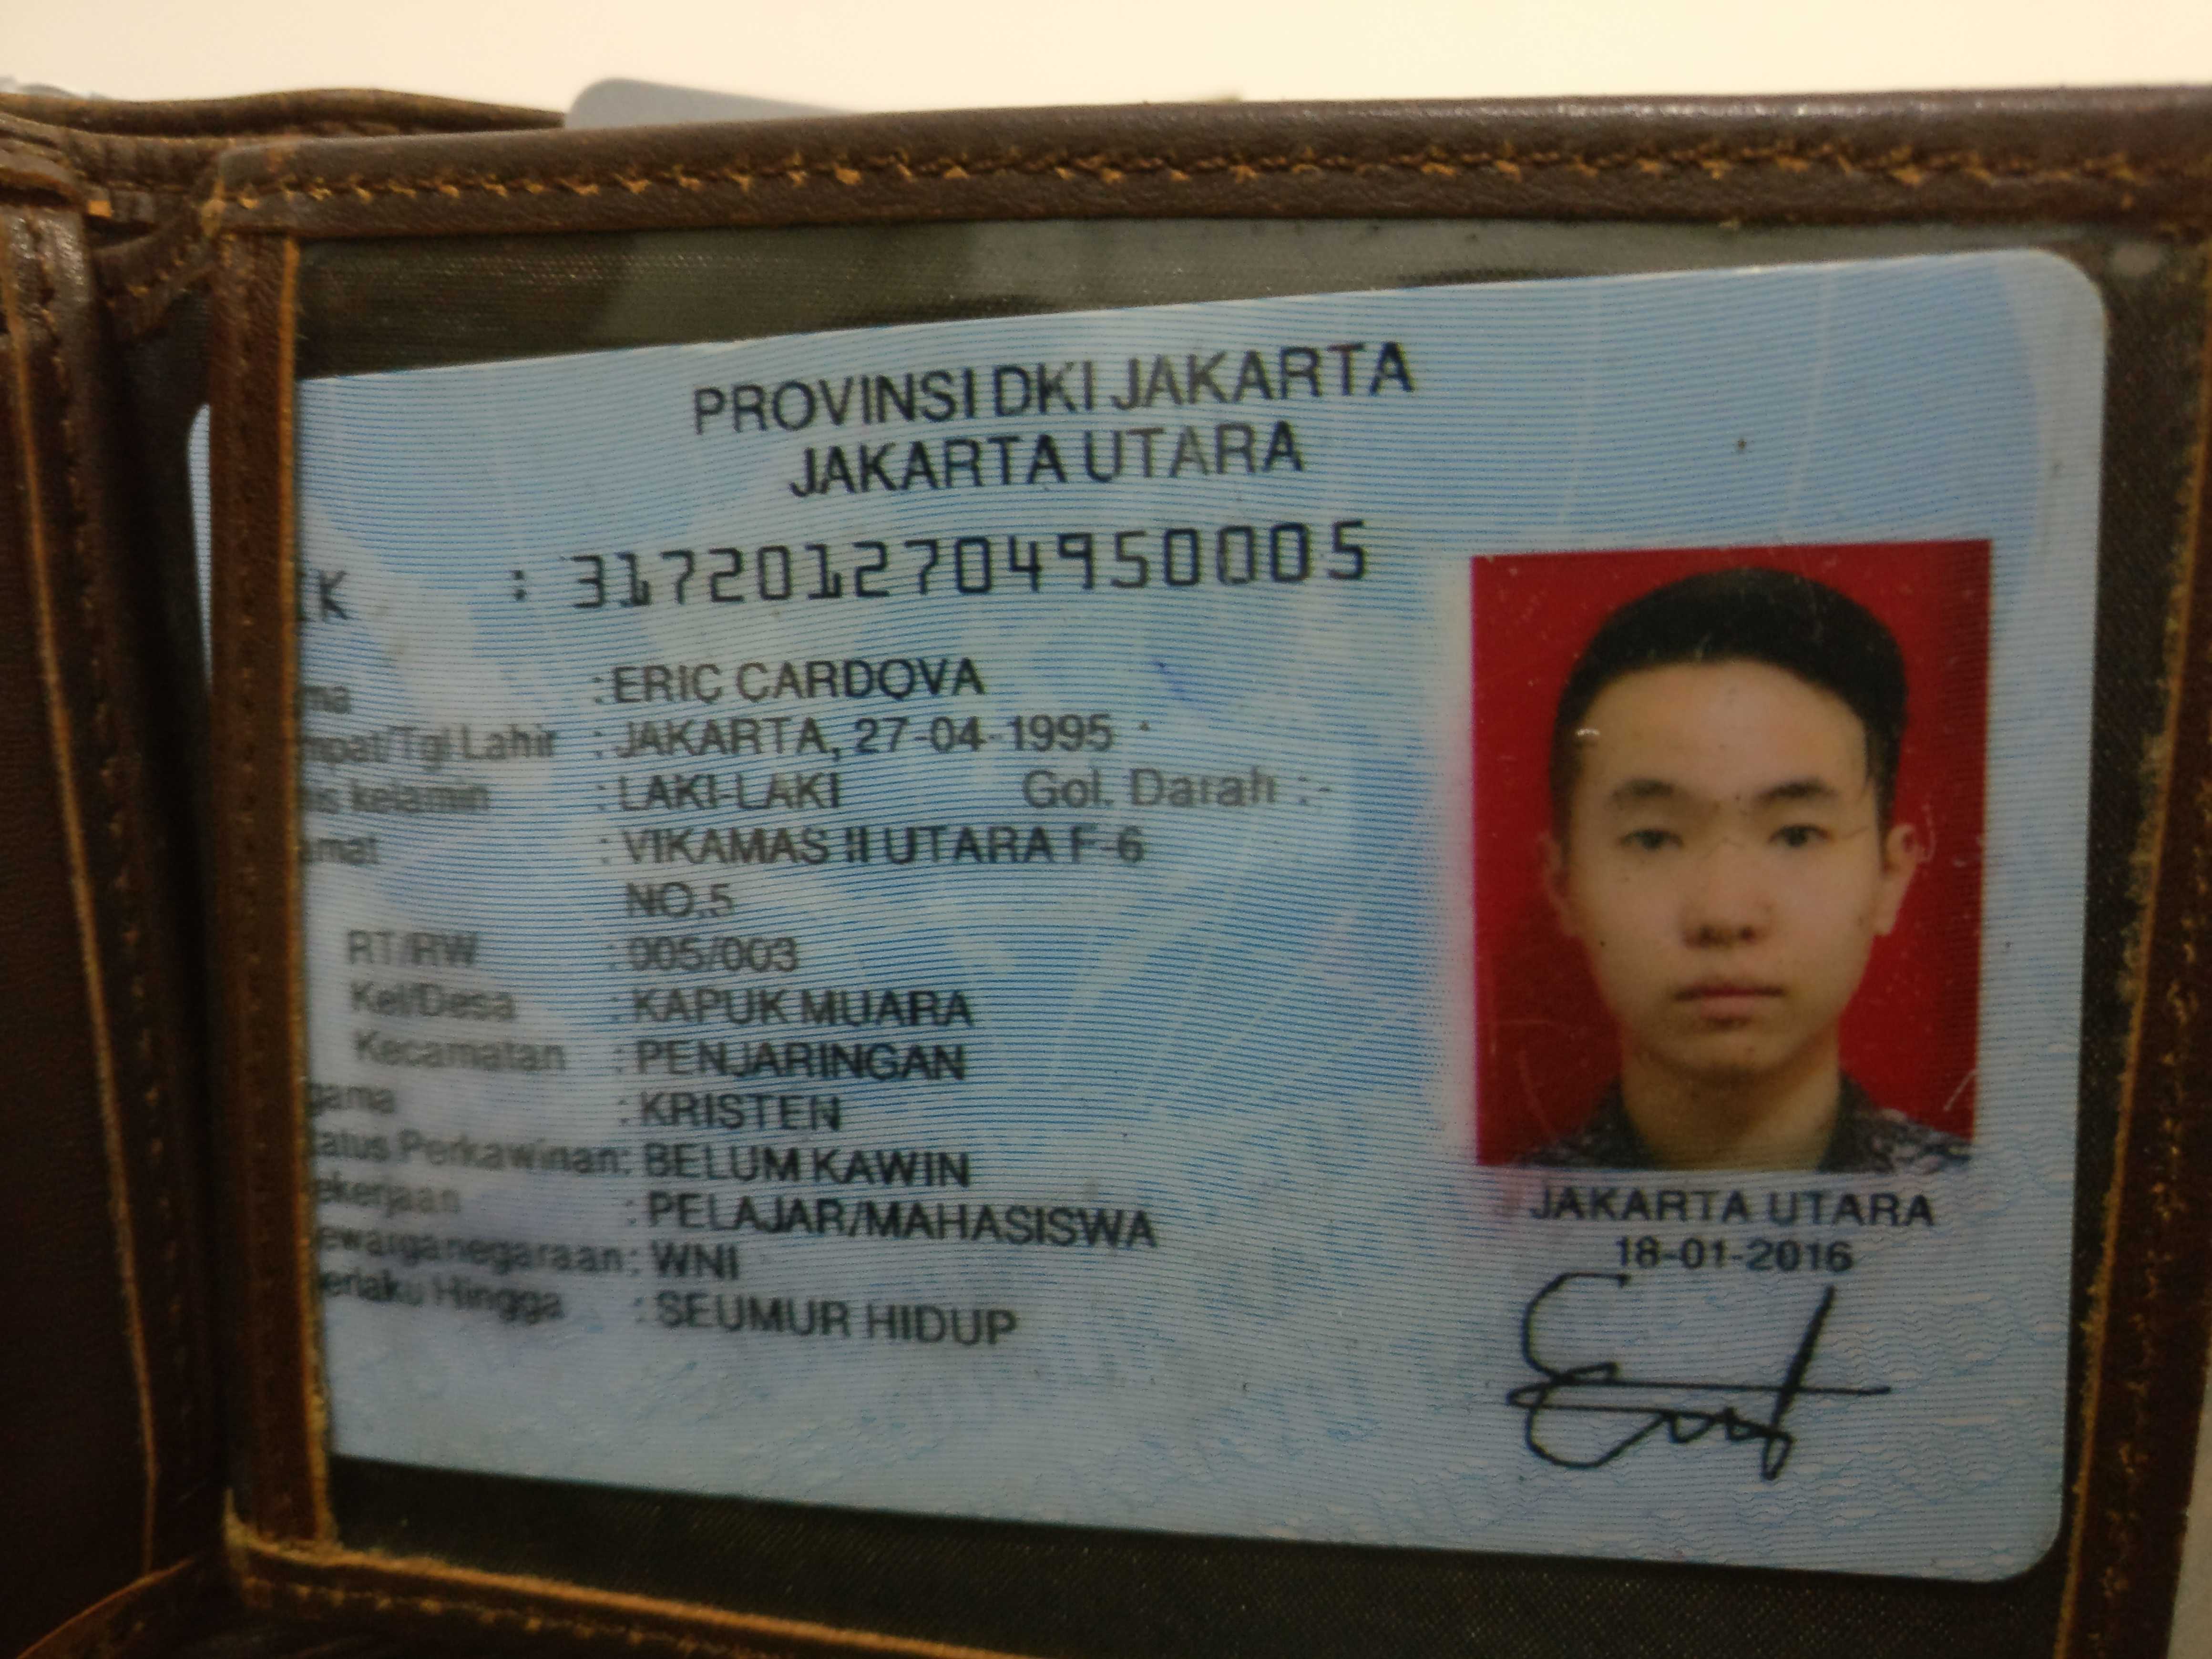 PROVINSI DKI JAKARTA
JAKARTA UTARA
IK : 3172012704950005
ma : ERIC CARDOVA
mpat/Tgl Lahir : JAKARTA, 27-04-1995
is kelamin : LAKI-LAKI Gol. Darah : -
mat : VIKAMAS II UTARA F-6
NO.5
RT/RW : 005/003
Kel/Desa : KAPUK MUARA
Kecamatan : PENJARINGAN
gama : KRISTEN
atus Perkawinan: BELUM KAWIN
ekerjaan : PELAJAR/MAHASISWA
ewarganegaraan: WNI
erlaku Hingga : SEUMUR HIDUP
JAKARTA UTARA
18-01-2016